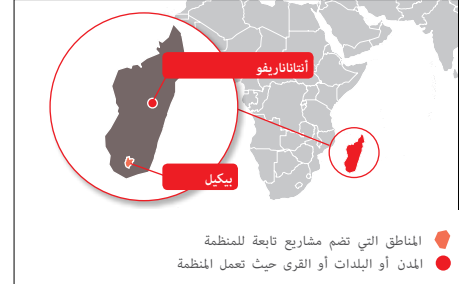 أنتاناناريفو
بيكيل
المناطق التي تضم مشاريع تابعة للمنظمة
المدن أو البلدات أو القرى حيث تعمل المنظمة